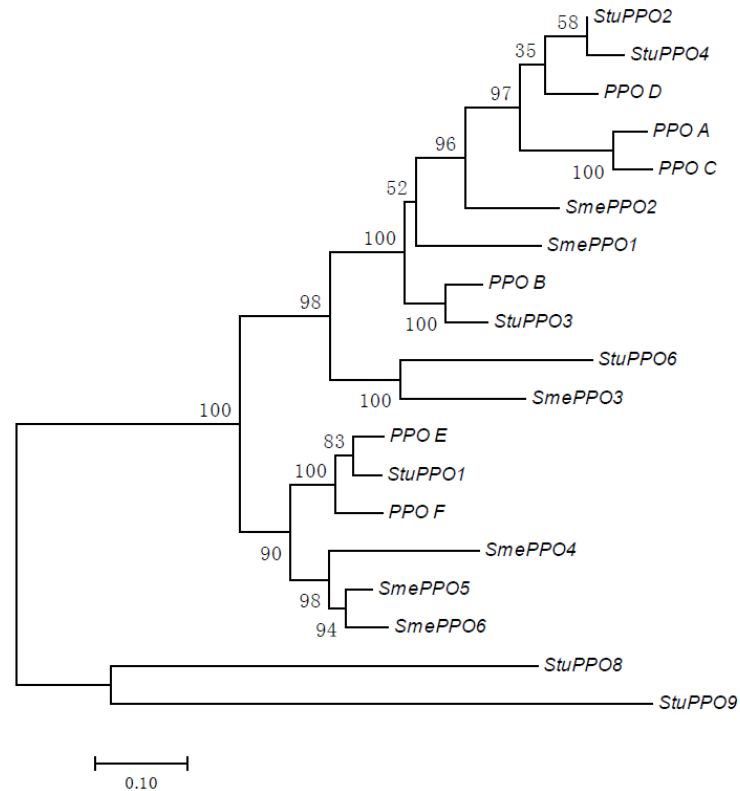 StuPPO2
58
StuPPO4
35
PPO D
97
PPO A
96
100
PPO C
52
SmePPO2
100
SmePPO1
PPO B
98
100
StuPPO3
StuPPO6
100
SmePPO3
100
PPO E
83
100
StuPPO1
PPO F
90
SmePPO4
98
SmePPO5
94
SmePPO6
StuPPO8
StuPPO9
0.10